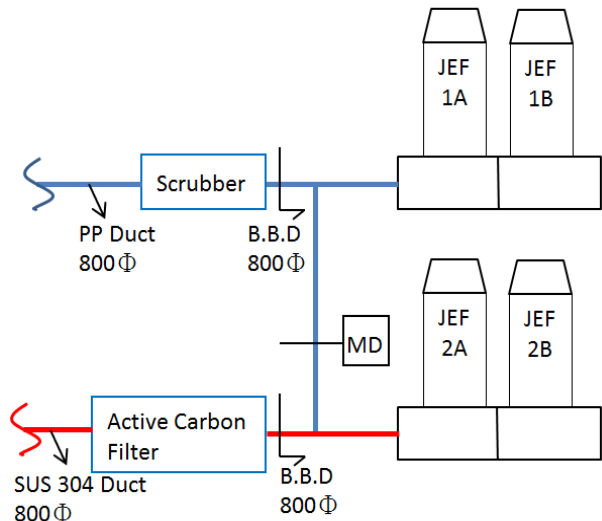 JEF
1A
JEF
1B
Scrubber
PP Duct
800Φ
B.B.D
800Φ
JEF
2A
JEF
2B
MD
Active Carbon
Filter
SUS 304 Duct
800Φ
B.B.D
800Φ